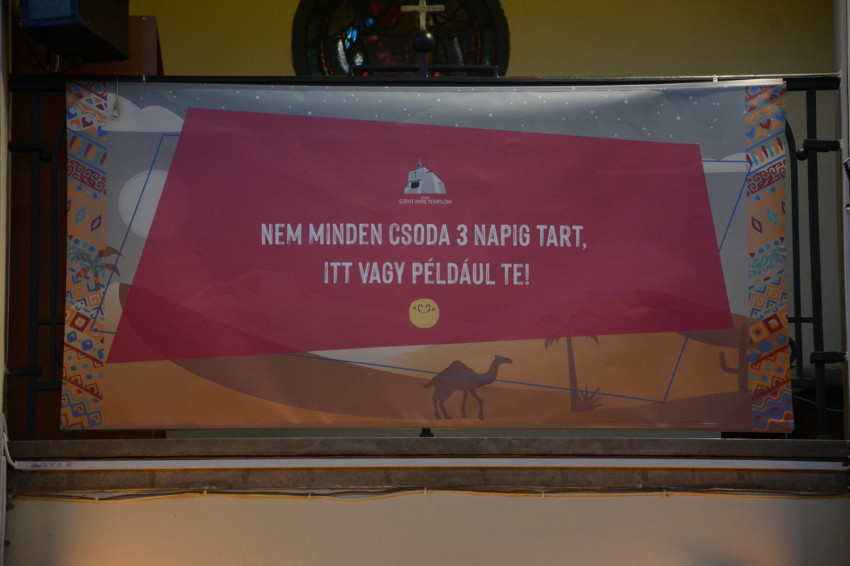 SZENT IMRE TEMPLOM
NEM MINDEN CSODA 3 NAPIG TART,
ITT VAGY PÉLDÁUL TE!